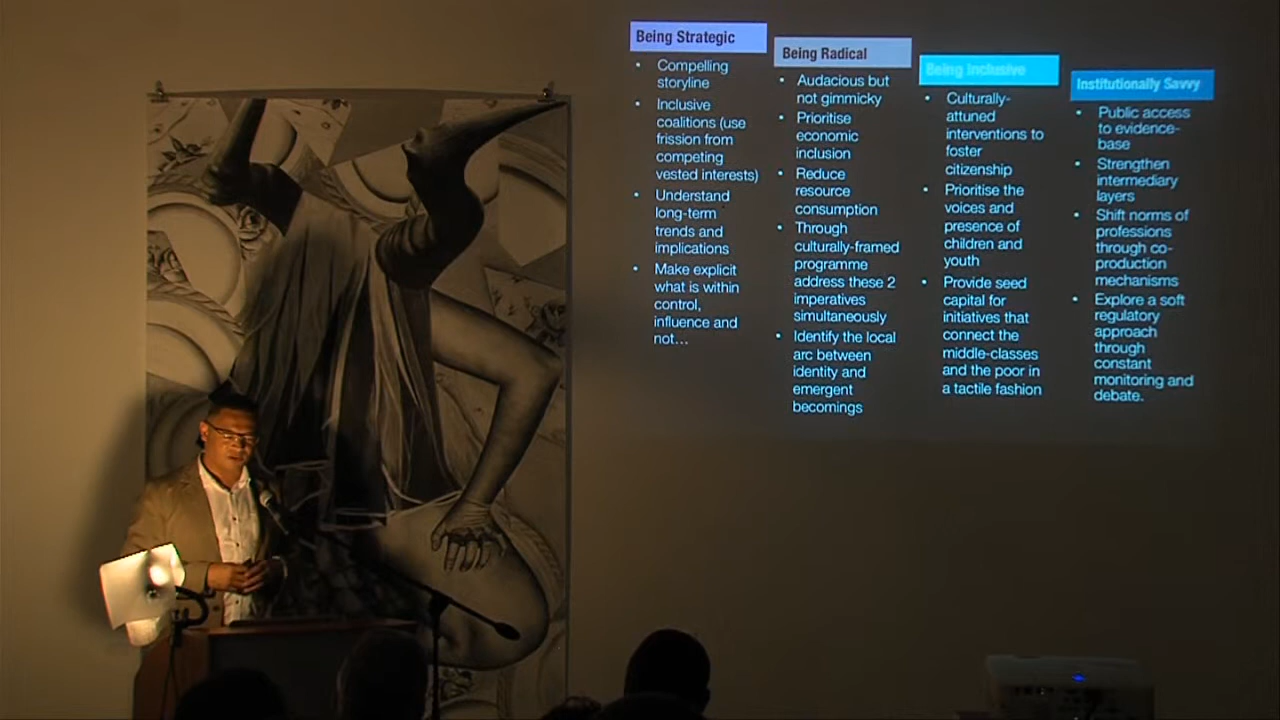 Being Strategic
• Compelling
storyline
• Inclusive
coalitions (use
frission from
competing
vested interests)
• Understand
long-term
trends and
implications
• Make explicit
what is within
control,
influence and
not…
Being Radical
• Audacious but
not gimmicky
• Prioritise
economic
inclusion
• Reduce
resource
consumption
• Through
culturally-framed
programme
address these 2
imperatives
simultaneously
• Identify the local
arc between
identity and
emergent
becomings
Being Inclusive
• Culturally-
attuned
interventions to
foster
citizenship
• Prioritise the
voices and
presence of
children and
youth
• Provide seed
capital for
initiatives that
connect the
middle-classes
and the poor in
a tactile fashion
Institutionally Savvy
• Public access
to evidence-
base
• Strengthen
intermediary
layers
• Shift norms of
professions
through co-
production
mechanisms
• Explore a soft
regulatory
approach
through
constant
monitoring and
debate.